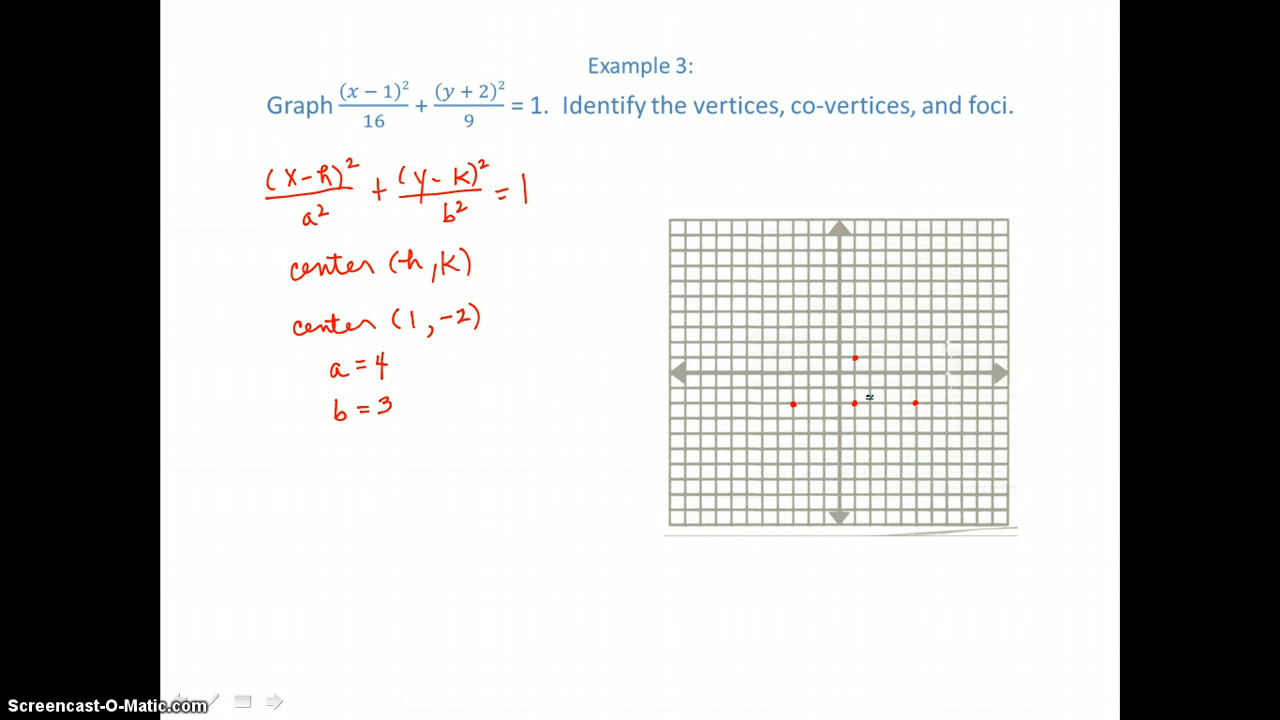 Example 3:
Graph (x − 1)²/16 + (y + 2)²/9 = 1. Identify the vertices, co-vertices, and foci.
(x-h)²/a² + (y-k)²/b² = 1
center (h, k)
center (1, -2)
a = 4
b = 3
Screencast-O-Matic.com